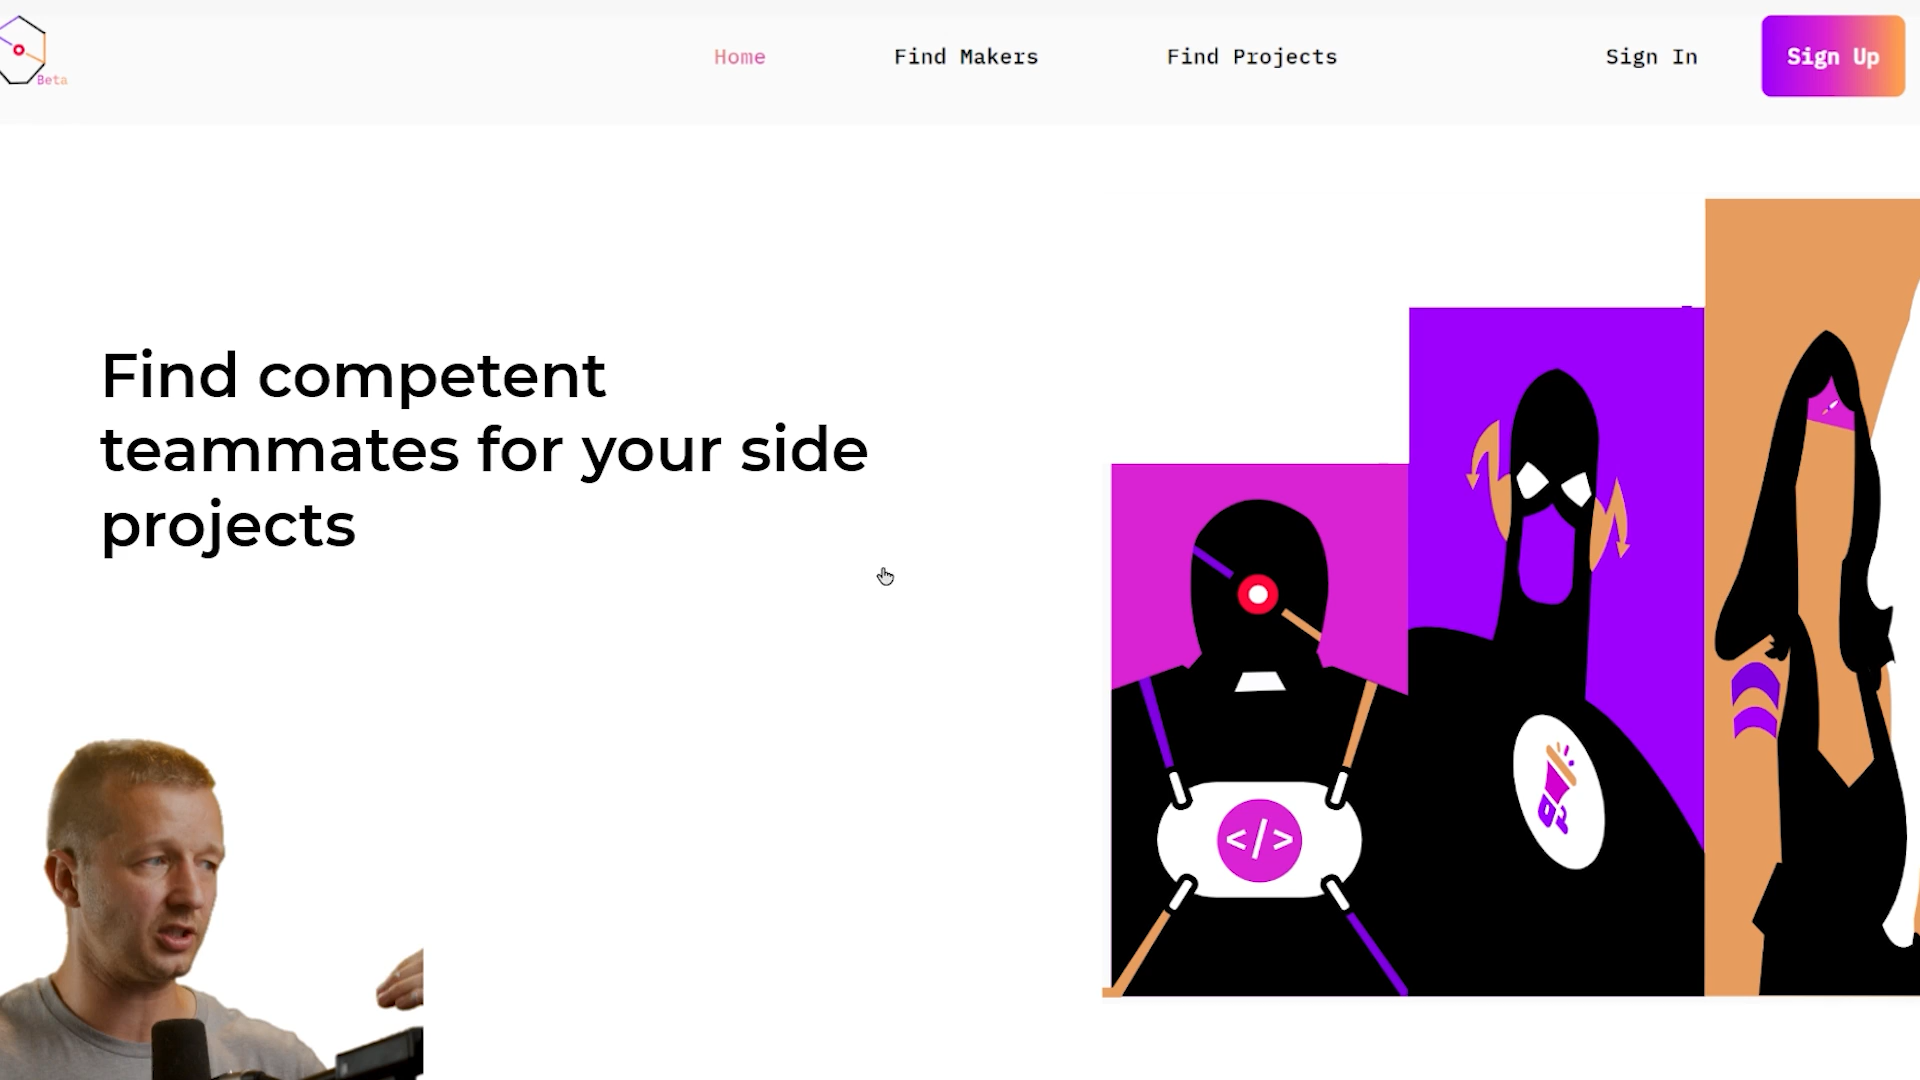 Beta
Home
Find Makers
Find Projects
Sign In
Sign Up
Find competent
teammates for your side
projects
</>